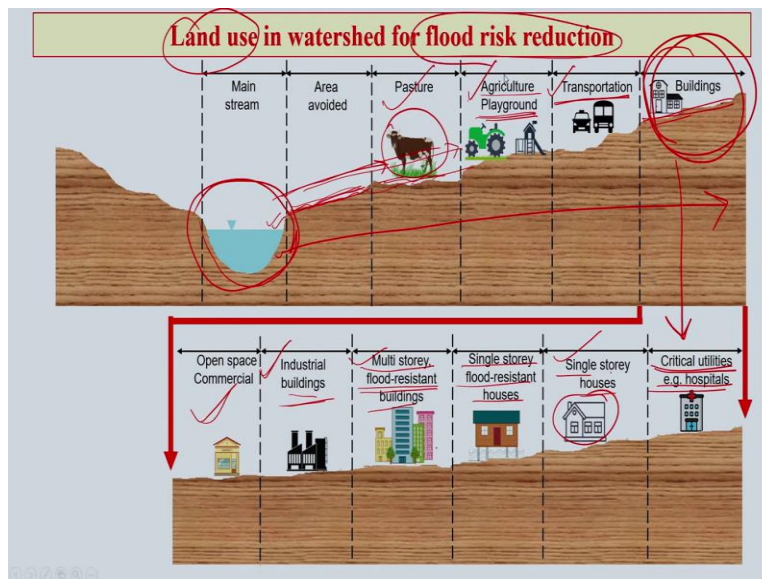 Land use in watershed for flood risk reduction
Main
stream
Area
avoided
Pasture
Agriculture
Playground
Transportation
Buildings
Open space
Commercial
Industrial
buildings
Multi storey,
flood-resistant
buildings
Single storey
flood-resistant
houses
Single storey
houses
Critical utilities
e.g. hospitals